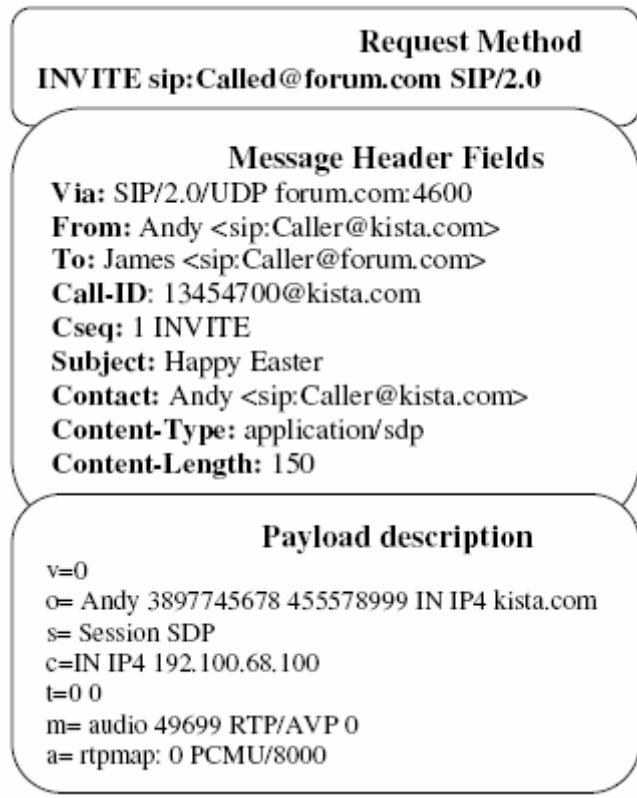 Request Method
INVITE sip:Called@forum.com SIP/2.0
Message Header Fields
Via: SIP/2.0/UDP forum.com:4600
From: Andy <sip:Caller@kista.com>
To: James <sip:Caller@forum.com>
Call-ID: 13454700@kista.com
Cseq: 1 INVITE
Subject: Happy Easter
Contact: Andy <sip:Caller@kista.com>
Content-Type: application/sdp
Content-Length: 150
Payload description
v=0
o= Andy 3897745678 455578999 IN IP4 kista.com
s= Session SDP
c=IN IP4 192.100.68.100
t=0 0
m= audio 49699 RTP/AVP 0
a= rtpmap: 0 PCMU/8000